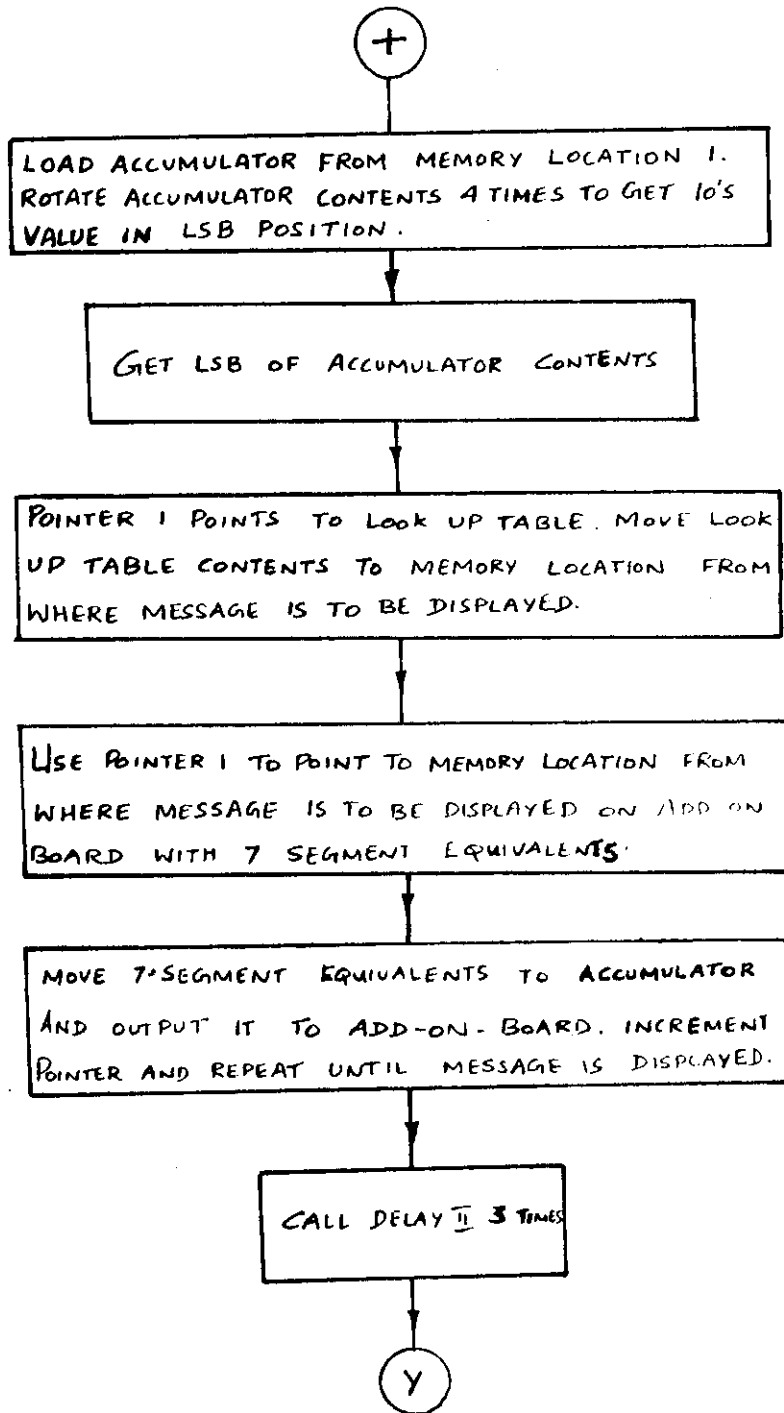 +
LOAD ACCUMULATOR FROM MEMORY LOCATION 1.
ROTATE ACCUMULATOR CONTENTS 4 TIMES TO GET 10'S
VALUE IN LSB POSITION.
GET LSB OF ACCUMULATOR CONTENTS
POINTER 1 POINTS TO LOOK UP TABLE. MOVE LOOK
UP TABLE CONTENTS TO MEMORY LOCATION FROM
WHERE MESSAGE IS TO BE DISPLAYED.
USE POINTER 1 TO POINT TO MEMORY LOCATION FROM
WHERE MESSAGE IS TO BE DISPLAYED ON ADD ON
BOARD WITH 7 SEGMENT EQUIVALENTS.
MOVE 7-SEGMENT EQUIVALENTS TO ACCUMULATOR
AND OUTPUT IT TO ADD-ON-BOARD. INCREMENT
POINTER AND REPEAT UNTIL MESSAGE IS DISPLAYED.
CALL DELAY II 3 TIMES
Y